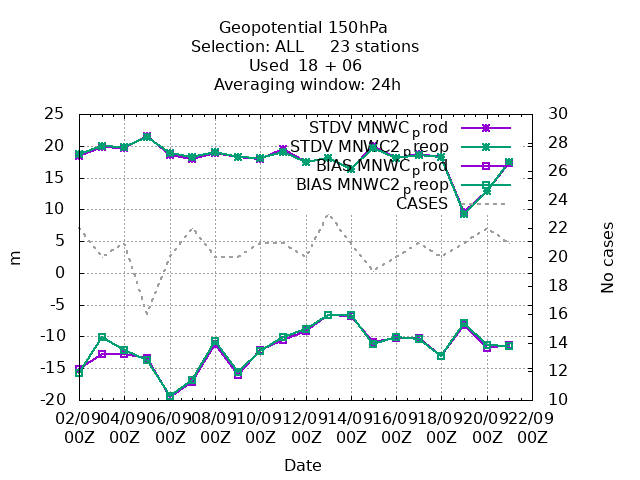 Geopotential 150hPa
Selection: ALL     23 stations
Used  18 + 06
Averaging window: 24h
25
20
15
10
5
0
-5
-10
-15
-20
m
30
28
26
24
22
20
18
16
14
12
10
No cases
STDV MNWC_prod
STDV MNWC2_preop
BIAS MNWC_prod
BIAS MNWC2_preop
CASES
02/09 04/09 06/09 08/09 10/09 12/09 14/09 16/09 18/09 20/09 22/09
00Z 00Z 00Z 00Z 00Z 00Z 00Z 00Z 00Z 00Z 00Z
Date